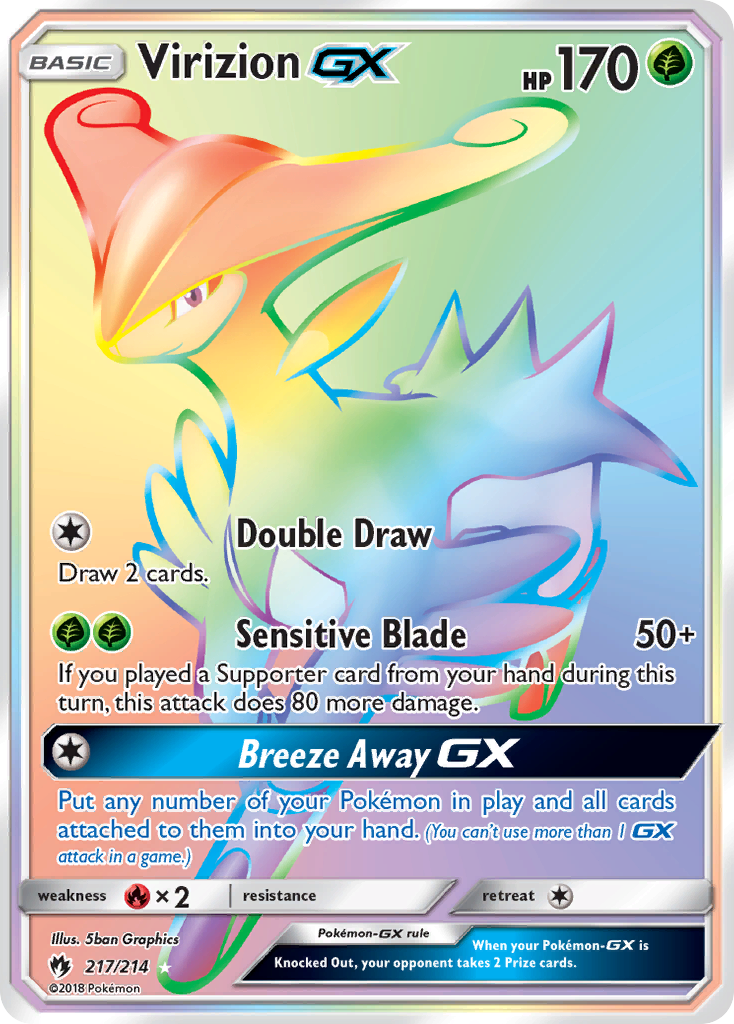 BASIC Virizion GX HP 170
Double Draw
Draw 2 cards.
Sensitive Blade 50+
If you played a Supporter card from your hand during this
turn, this attack does 80 more damage.
Breeze Away GX
Put any number of your Pokémon in play and all cards
attached to them into your hand. (You can't use more than 1 GX
attack in a game.)
weakness ×2 resistance retreat
Illus. 5ban Graphics
Pokémon-GX rule
When your Pokémon-GX is
Knocked Out, your opponent takes 2 Prize cards.
217/214
©2018 Pokémon